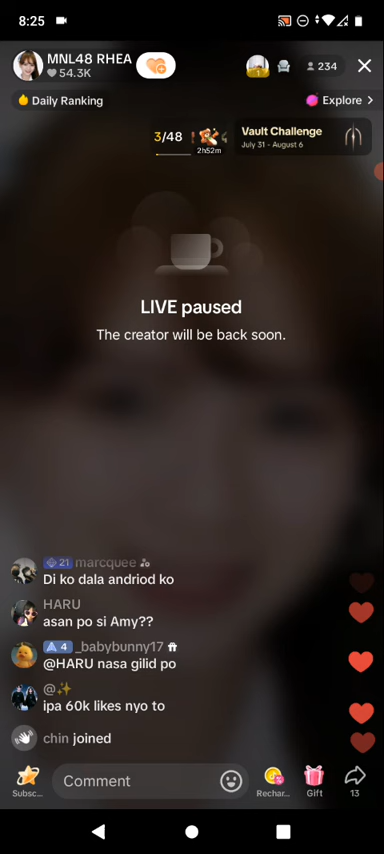 8:25
MNL48 RHEA
54.3K
1
234
Daily Ranking
Explore >
3/48
2h52m
Vault Challenge
July 31 - August 6
LIVE paused
The creator will be back soon.
21 marcquee
Di ko dala andriod ko
HARU
asan po si Amy??
4 _babybunny17
@HARU nasa gilid po
@✨
ipa 60k likes nyo to
chin joined
Subsc...
Comment
Rechar...
Gift
13